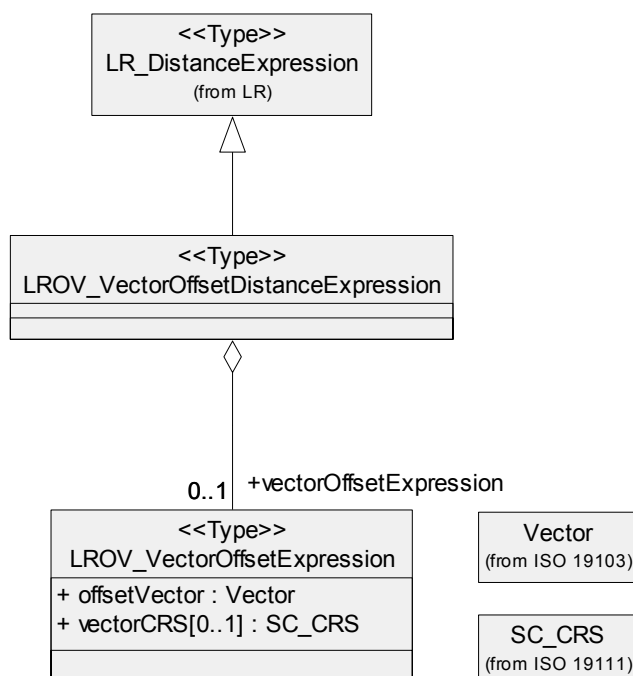 <<Type>>
LR_DistanceExpression
(from LR)
<<Type>>
LROV_VectorOffsetDistanceExpression
0..1
+vectorOffsetExpression
<<Type>>
LROV_VectorOffsetExpression
+ offsetVector : Vector
+ vectorCRS[0..1] : SC_CRS
Vector
(from ISO 19103)
SC_CRS
(from ISO 19111)